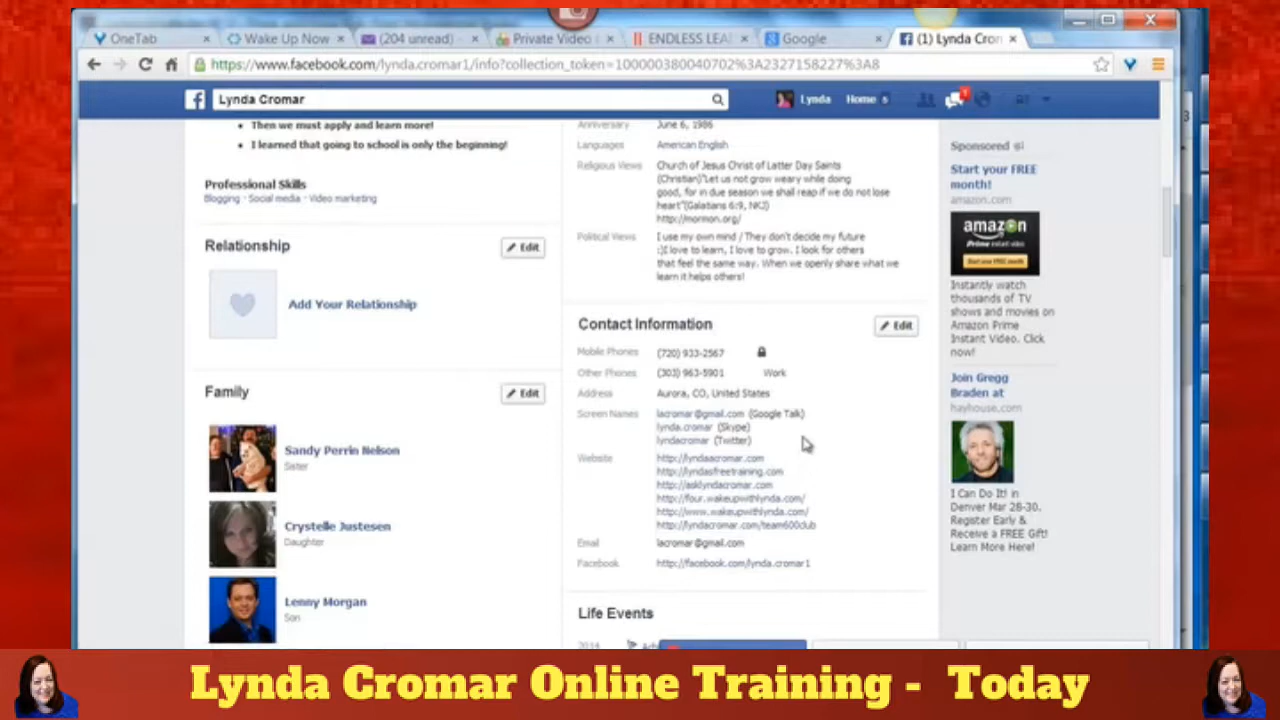 OneTab
Wake Up Now
(204 unread)
Private Video
ENDLESS LEA
Google
(1) Lynda Cron
https://www.facebook.com/lynda.cromar1/info?collection_token=100000380040702%3A2327158227%3A8
Lynda Cromar
Lynda
Home 5
Then we must apply and learn more!
I learned that going to school is only the beginning!
Professional Skills
Blogging · Social media · Video marketing
Relationship
Edit
Add Your Relationship
Family
Edit
Sandy Perrin Nelson
Sister
Crystelle Justesen
Daughter
Lenny Morgan
Son
Anniversary June 6, 1986
Languages American English
Religious Views Church of Jesus Christ of Latter Day Saints
(Christian)"Let us not grow weary while doing
good, for in due season we shall reap if we do not lose
heart"(Galatians 6:9, NKJ)
http://mormon.org/
Political Views I use my own mind / They don't decide my future
:)I love to learn, I love to grow. I look for others
that feel the same way. When we openly share what we
learn it helps others!
Contact Information
Edit
Mobile Phones (720) 933-2567
Other Phones (303) 963-5901 Work
Address Aurora, CO, United States
Screen Names lacromar@gmail.com (Google Talk)
lynda.cromar (Skype)
lyndacromar (Twitter)
Website http://lyndaacromar.com
http://lyndasfreetraining.com
http://asklyndacromar.com
http://four.wakeupwithlynda.com/
http://www.wakeupwithlynda.com/
http://lyndacromar.com/team600club
Email lacromar@gmail.com
Facebook http://facebook.com/lynda.cromar1
Life Events
2014
Sponsored
Start your FREE
month!
amazon.com
amazon
Prime instant video
Instantly watch
thousands of TV
shows and movies on
Amazon Prime
Instant Video. Click
now!
Join Gregg
Braden at
hayhouse.com
I Can Do It! in
Denver Mar 28-30.
Register Early &
Receive a FREE Gift!
Learn More Here!
Lynda Cromar Online Training - Today